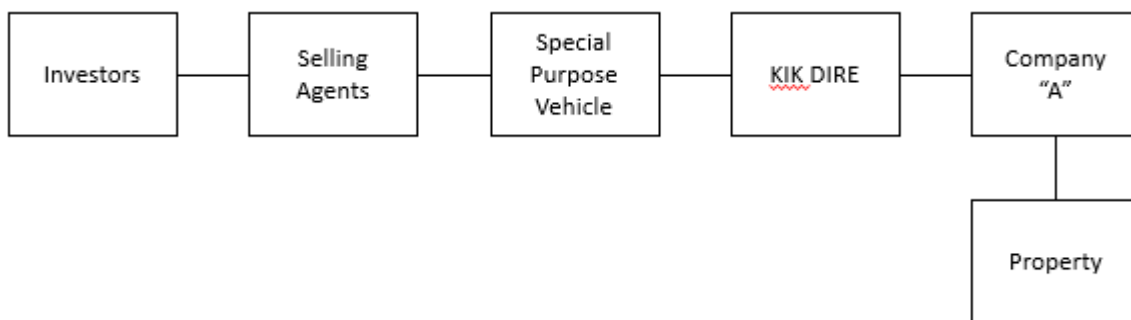 Investors
Selling
Agents
Special
Purpose
Vehicle
KIK DIRE
Company
“A”
Property